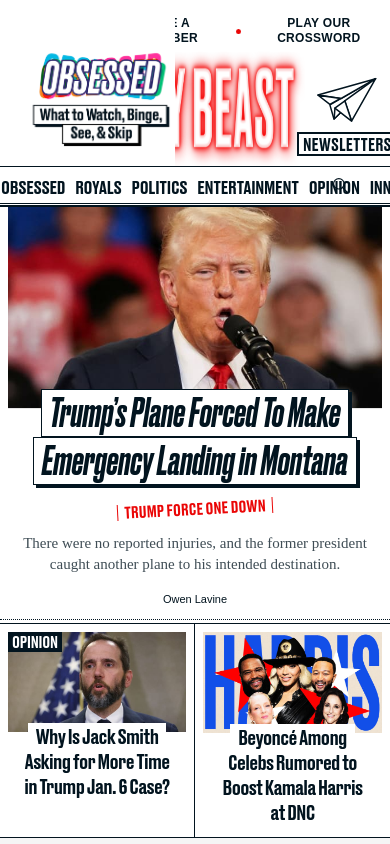 E A
BER
PLAY OUR
CROSSWORD
OBSESSED
What to Watch, Binge,
See, & Skip
Y BEAST
NEWSLETTERS
OBSESSED ROYALS POLITICS ENTERTAINMENT OPINION INN
Trump's Plane Forced To Make
Emergency Landing in Montana
TRUMP FORCE ONE DOWN
There were no reported injuries, and the former president
caught another plane to his intended destination.
Owen Lavine
OPINION
Why Is Jack Smith
Asking for More Time
in Trump Jan. 6 Case?
HARRIS
Beyoncé Among
Celebs Rumored to
Boost Kamala Harris
at DNC